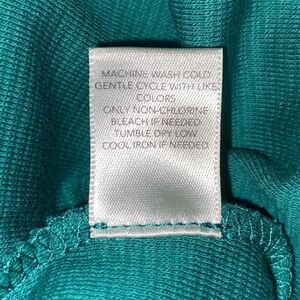 MACHINE WASH COLD
GENTLE CYCLE WITH LIKE
COLORS
ONLY NON-CHLORINE
BLEACH IF NEEDED
TUMBLE DRY LOW
COOL IRON IF NEEDED